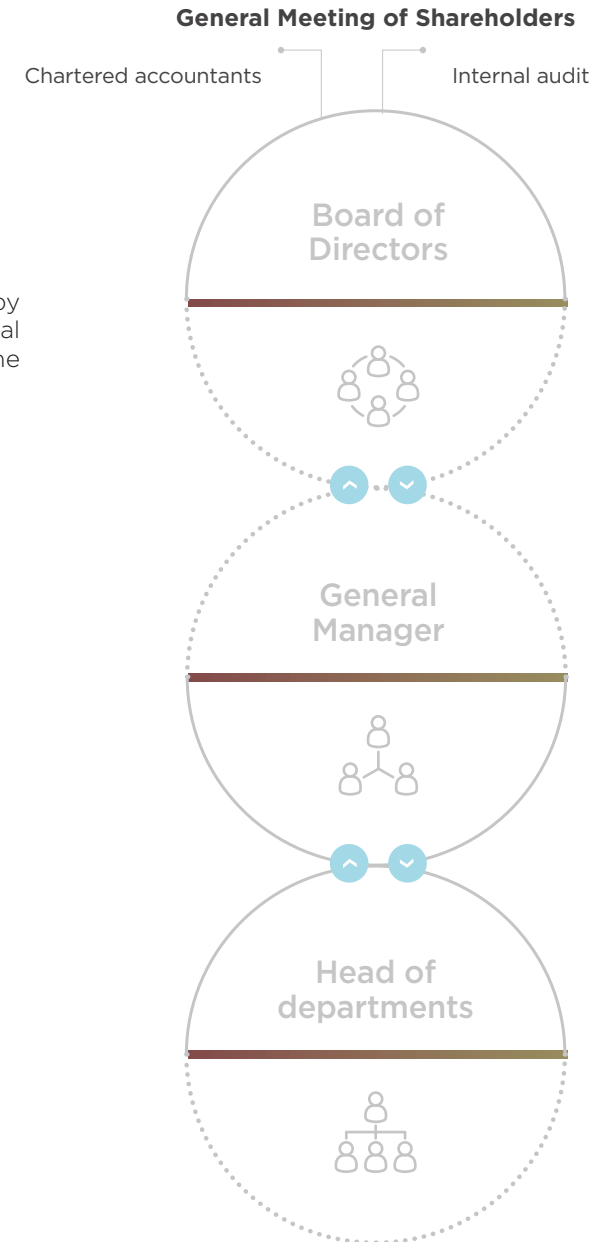 General Meeting of Shareholders
Chartered accountants
Internal audit
Board of
Directors
General
Manager
Head of
departments